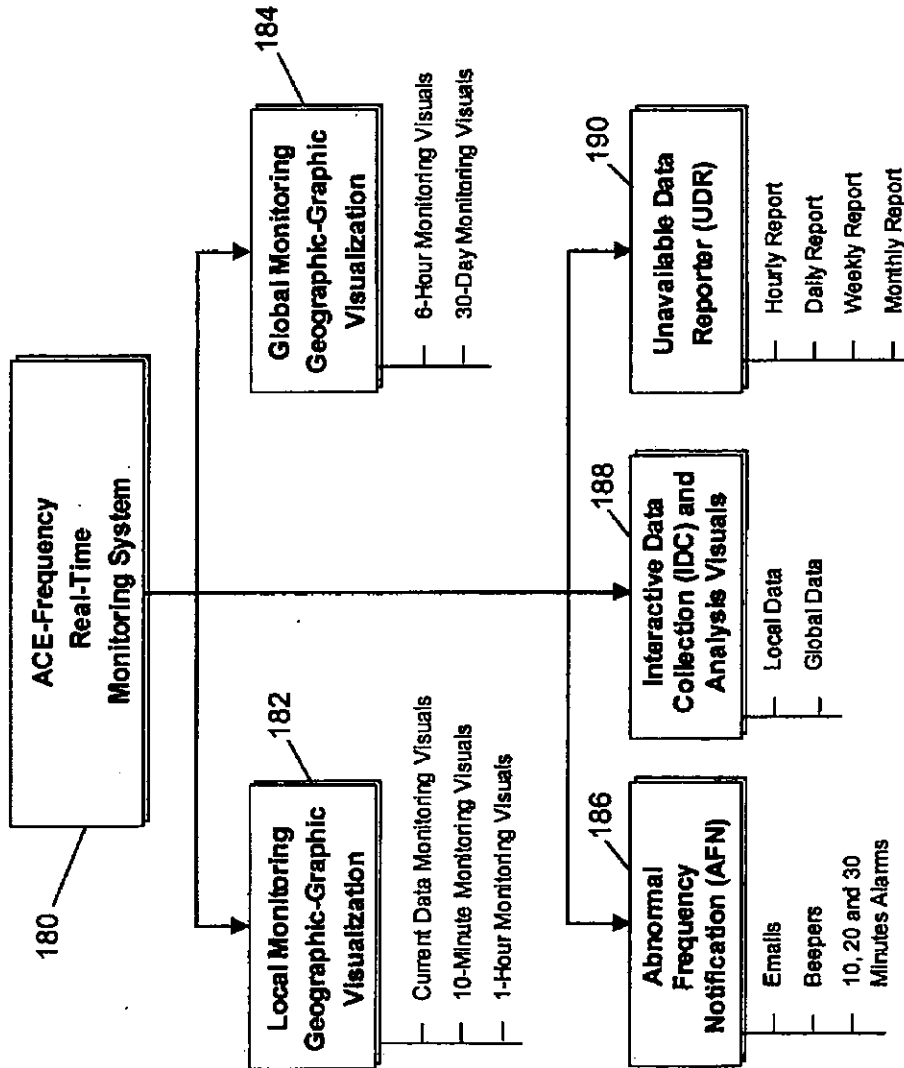 180
ACE-Frequency
Real-Time
Monitoring System
182
Local Monitoring
Geographic-Graphic
Visualization
Current Data Monitoring Visuals
10-Minute Monitoring Visuals
1-Hour Monitoring Visuals
184
Global Monitoring
Geographic-Graphic
Visualization
6-Hour Monitoring Visuals
30-Day Monitoring Visuals
186
Abnormal
Frequency
Notification (AFN)
Emails
Beepers
10, 20 and 30
Minutes Alarms
188
Interactive Data
Collection (IDC) and
Analysis Visuals
Local Data
Global Data
190
Unavailable Data
Reporter (UDR)
Hourly Report
Daily Report
Weekly Report
Monthly Report